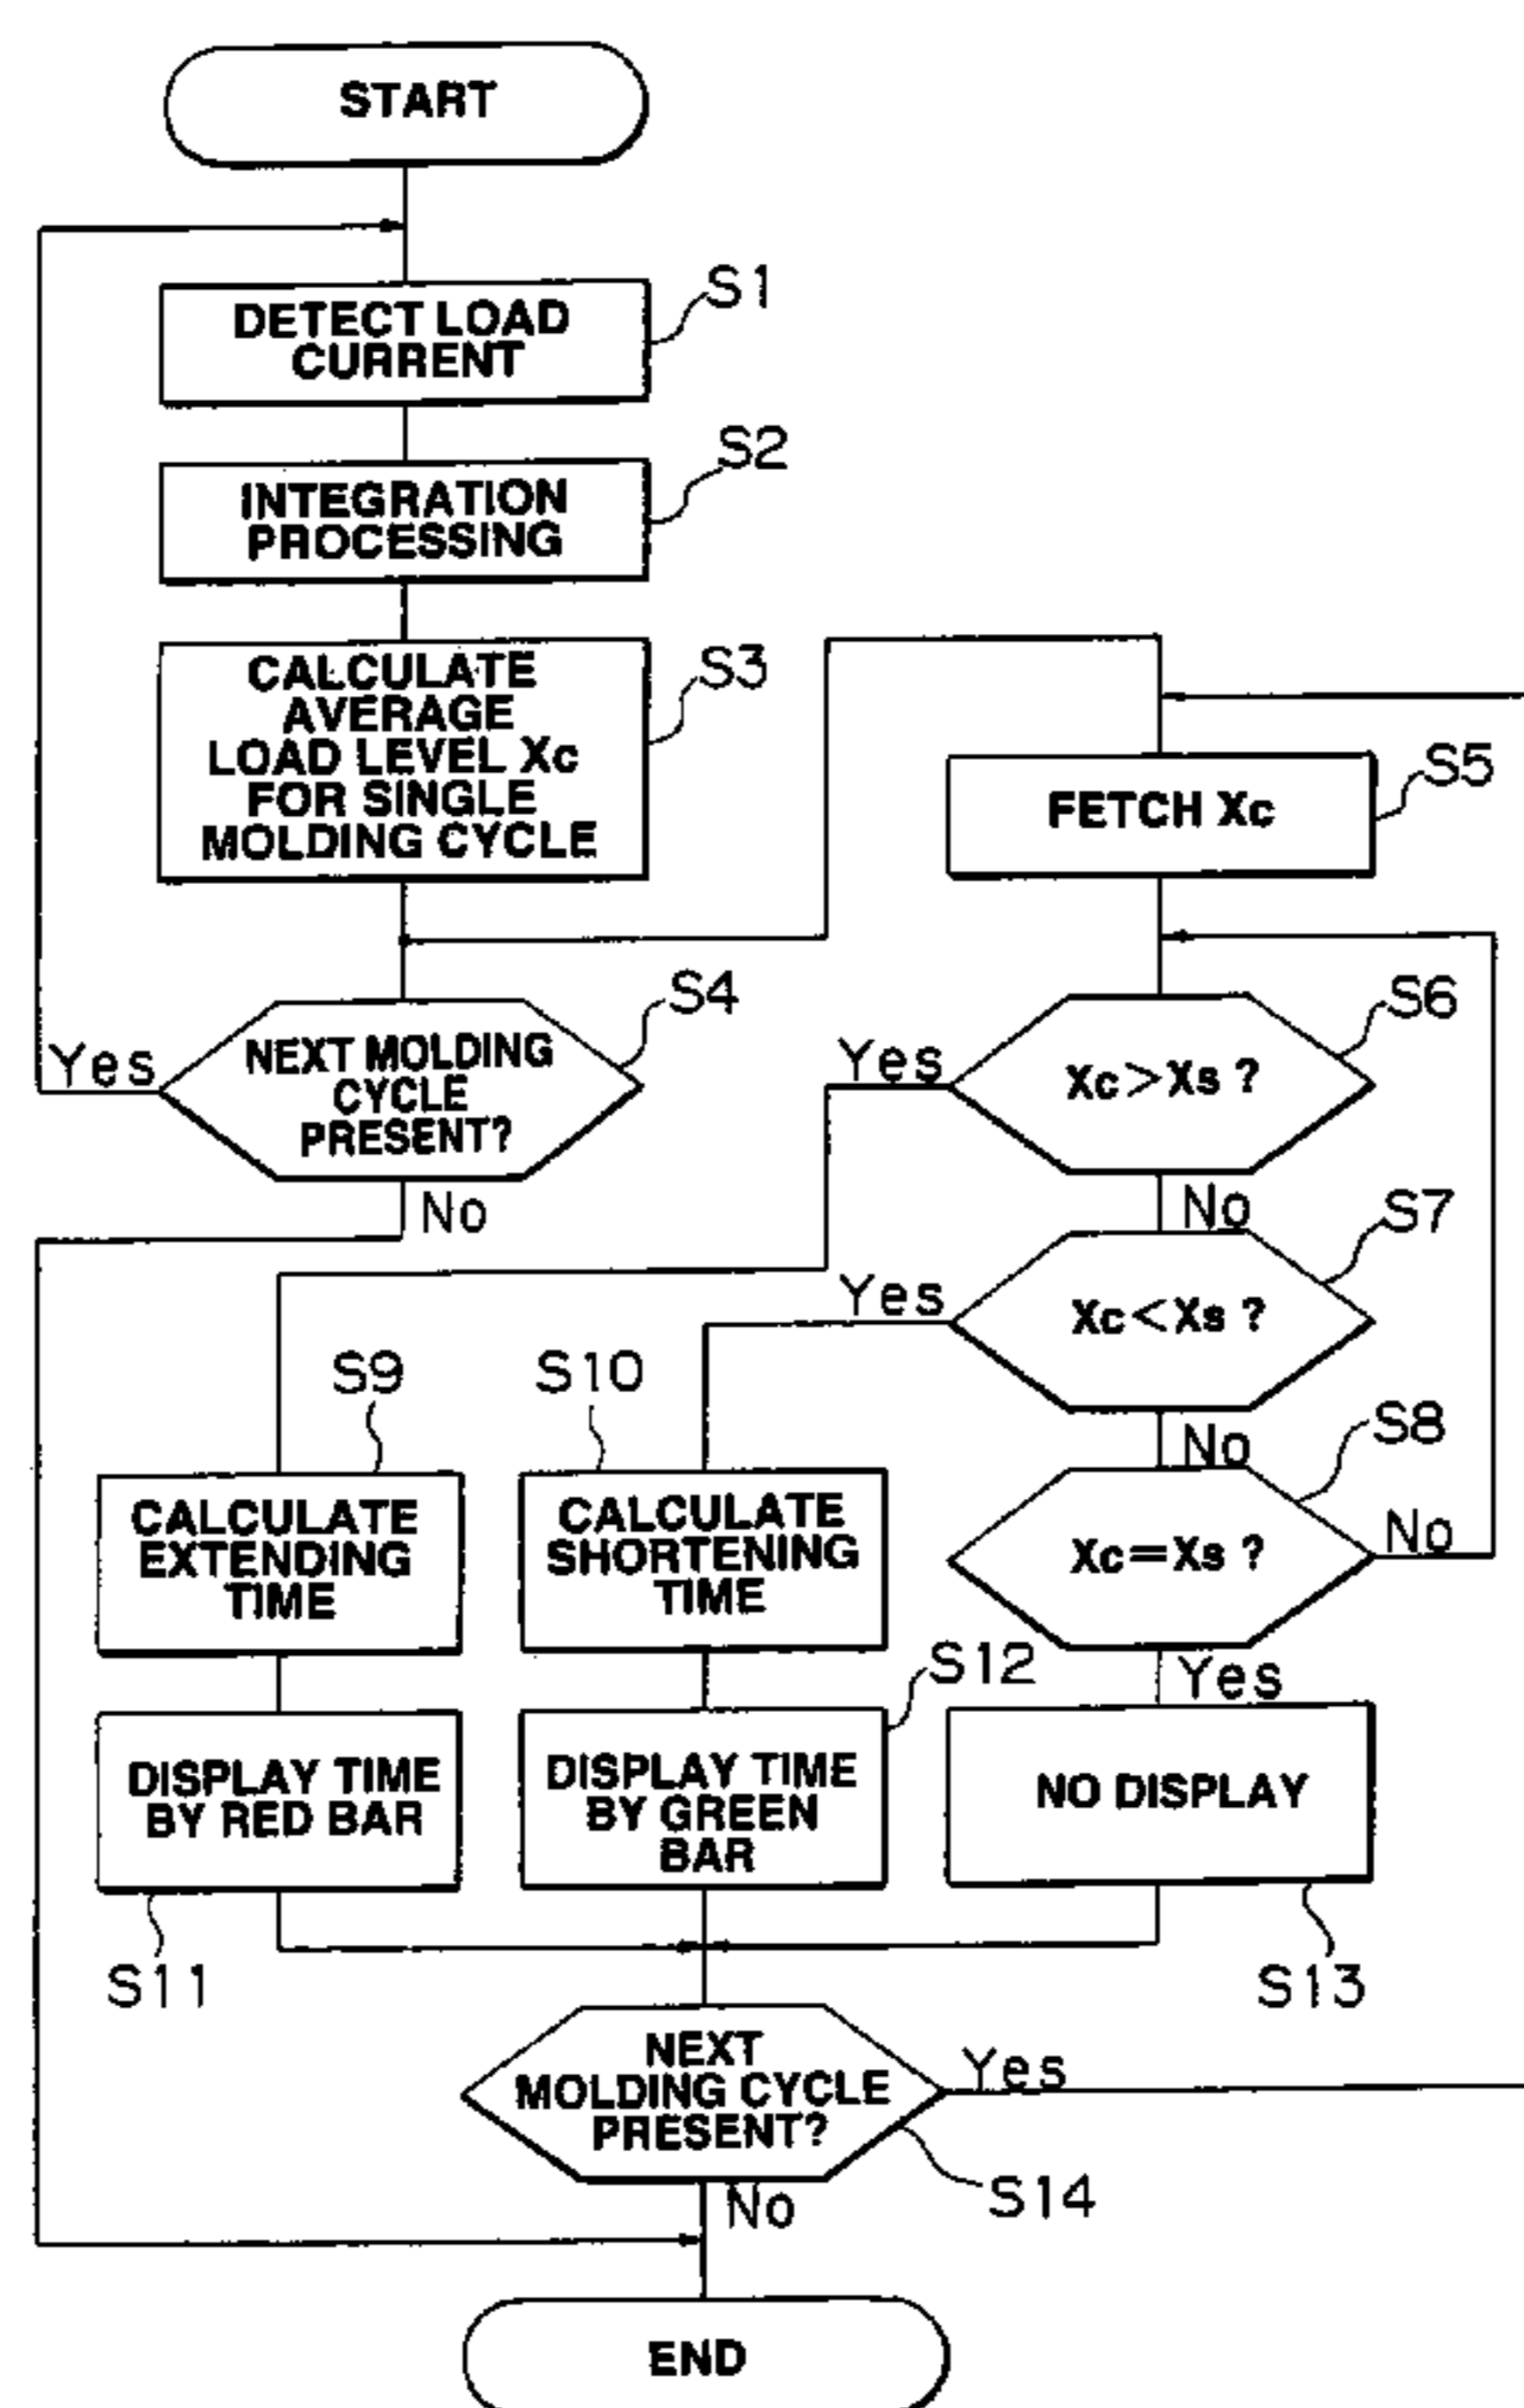 START
S1
DETECT LOAD
CURRENT
S2
INTEGRATION
PROCESSING
S3
CALCULATE
AVERAGE
LOAD LEVEL Xc
FOR SINGLE
MOLDING CYCLE
S4
NEXT MOLDING
CYCLE
PRESENT?
Yes
No
S5
FETCH Xc
S6
Xc>Xs ?
Yes
No
S7
Xc<Xs ?
Yes
No
S8
Xc=Xs ?
No
Yes
S9
CALCULATE
EXTENDING
TIME
S10
CALCULATE
SHORTENING
TIME
DISPLAY TIME
BY RED BAR
S11
S12
DISPLAY TIME
BY GREEN
BAR
NO DISPLAY
S13
NEXT
MOLDING CYCLE
PRESENT?
Yes
S14
No
END